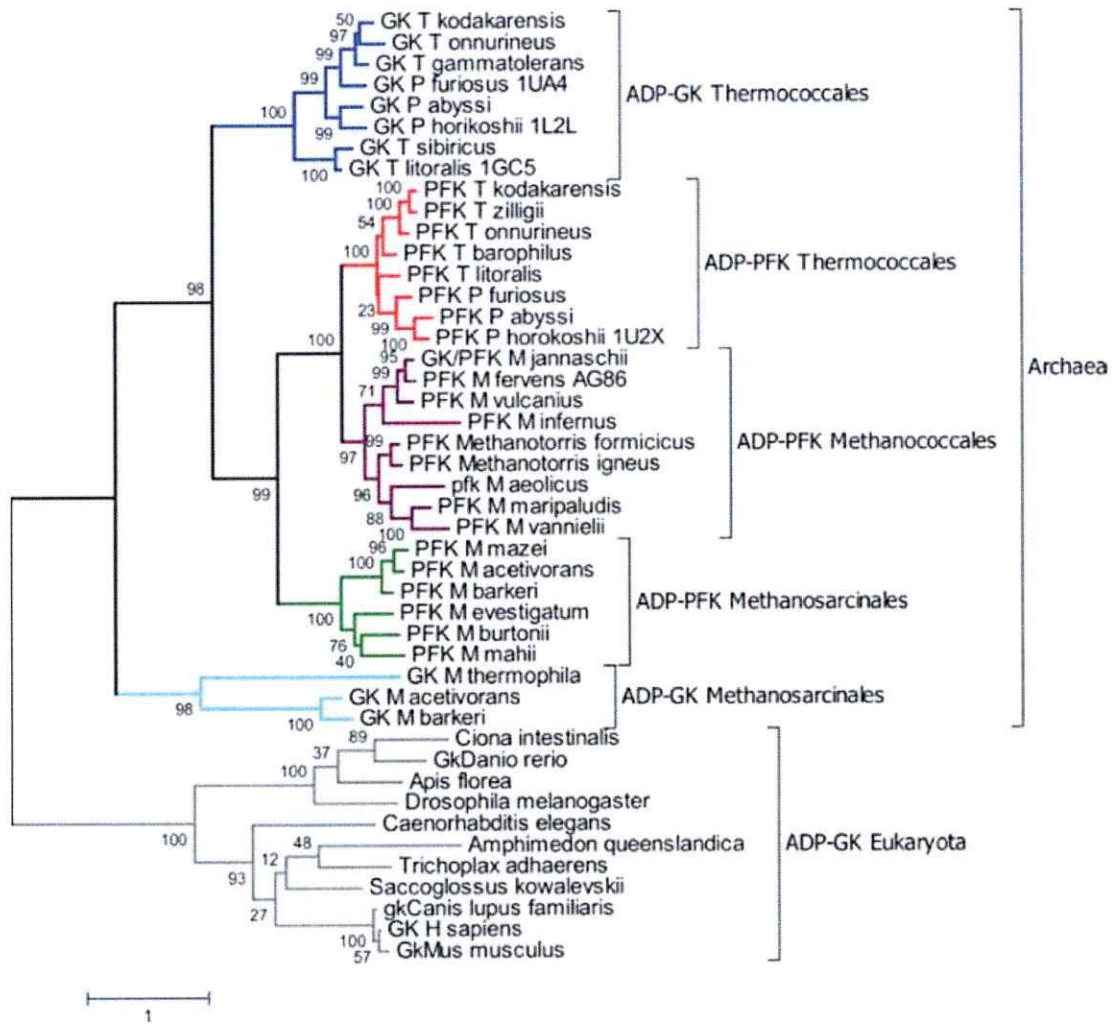 50
GK T kodakarensis
97
GK T onnurineus
99
GK T gammatolerans
99
GK P furiosus 1UA4
ADP-GK Thermococcales
GK P abyssi
100
99
GK P horikoshii 1L2L
GK T sibiricus
100
GK T litoralis 1GC5
100
PFK T kodakarensis
100
PFK T zilligii
54
PFK T onnurineus
100
PFK T barophilus
ADP-PFK Thermococcales
PFK T litoralis
98
PFK P furiosus
23
PFK P abyssi
99
100
PFK P horokoshii 1U2X
100
95
GK/PFK M jannaschii
Archaea
99
PFK M fervens AG86
71
PFK M vulcanius
PFK M infernus
99
PFK Methanotorris formicicus
ADP-PFK Methanococcales
97
PFK Methanotorris igneus
99
96
pfk M aeolicus
PFK M maripaludis
88
PFK M vannielii
100
96
PFK M mazei
100
PFK M acetivorans
PFK M barkeri
ADP-PFK Methanosarcinales
100
PFK M evestigatum
PFK M burtonii
76
40
PFK M mahii
GK M thermophila
98
GK M acetivorans
ADP-GK Methanosarcinales
100
GK M barkeri
89
Ciona intestinalis
37
GkDanio rerio
100
Apis florea
Drosophila melanogaster
100
Caenorhabditis elegans
48
Amphimedon queenslandica
ADP-GK Eukaryota
12
Trichoplax adhaerens
93
Saccoglossus kowalevskii
27
gkCanis lupus familiaris
GK H sapiens
100
57
GkMus musculus
1